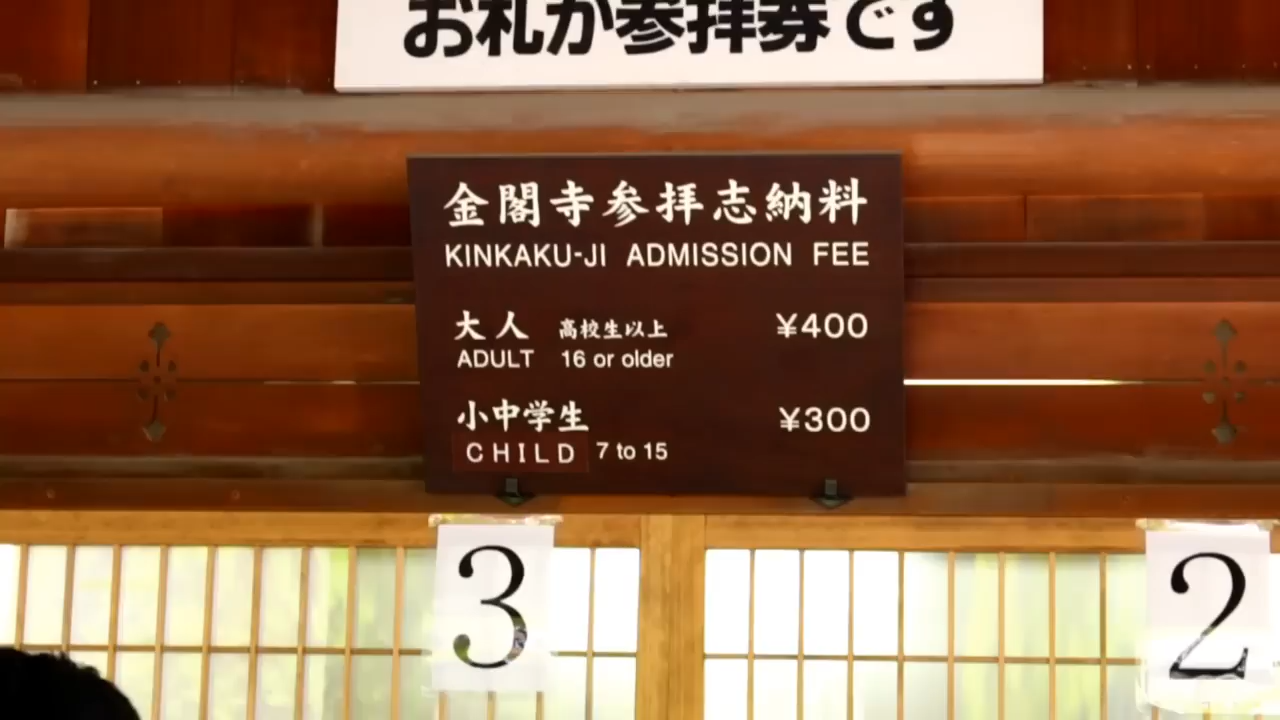 お札が参拝券です
金閣寺参拝志納料
KINKAKU-JI ADMISSION FEE
大人 高校生以上 ¥400
ADULT 16 or older
小中学生 ¥300
CHILD 7 to 15
3
2